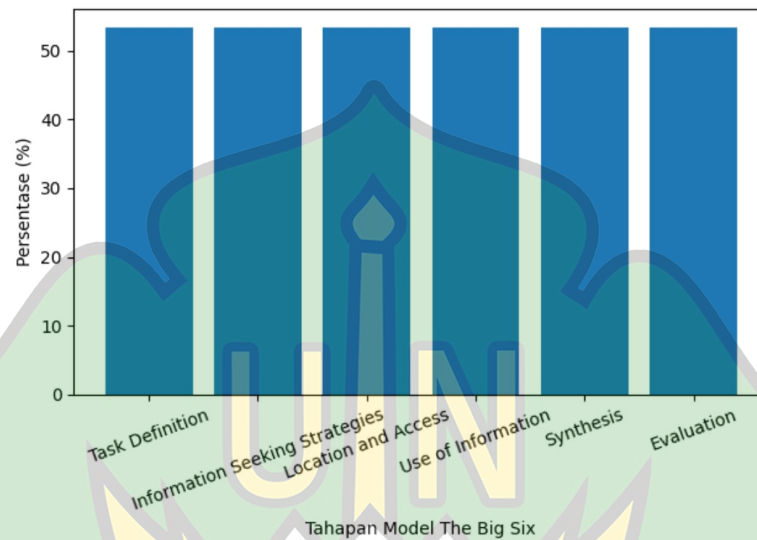 Persentase (%)
50
40
30
20
10
0
Task Definition
Information Seeking Strategies
Location and Access
Use of Information
Synthesis
Evaluation
Tahapan Model The Big Six
UIN